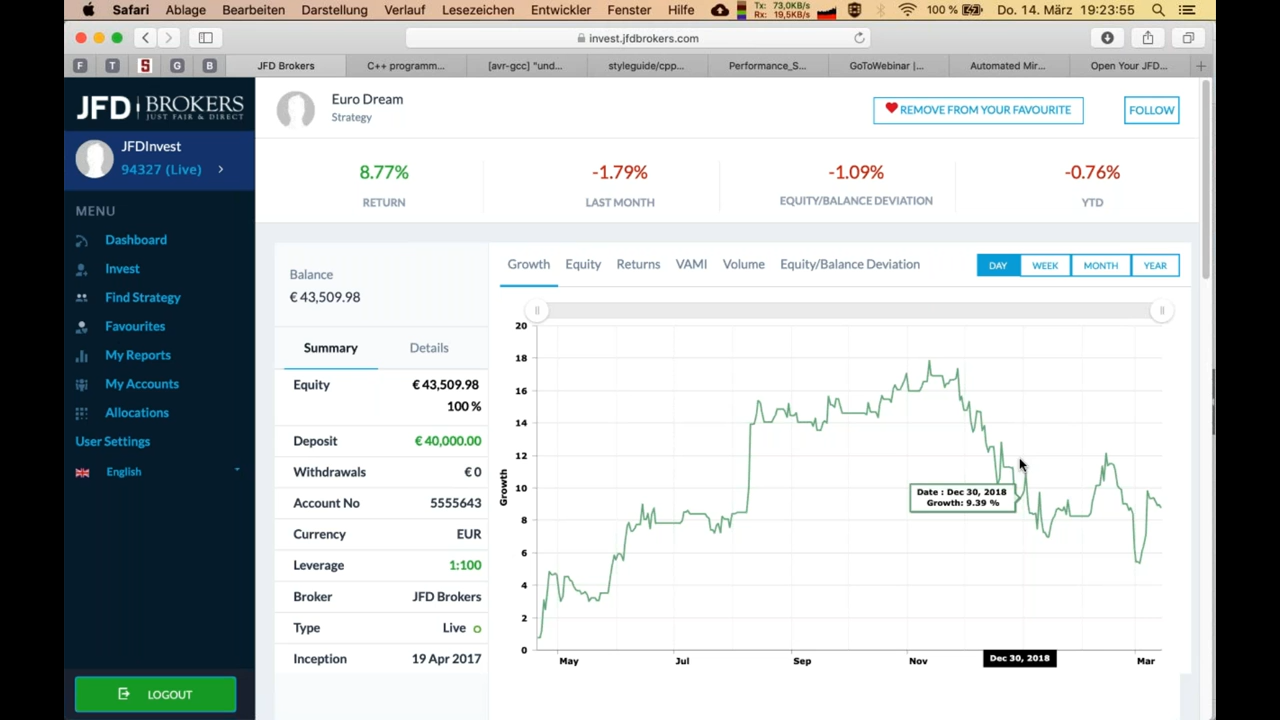 Safari Ablage Bearbeiten Darstellung Verlauf Lesezeichen Entwickler Fenster Hilfe Tx: 73,0KB/s Rx: 19,5KB/s 100 % Do. 14. März 19:23:55
invest.jfdbrokers.com
F T S G B JFD Brokers C++ programm... [avr-gcc] "und... styleguide/cpp... Performance_S... GoToWebinar |... Automated Mir... Open Your JFD... +
JFD BROKERS
JUST FAIR & DIRECT
JFDInvest
94327 (Live)
MENU
Dashboard
Invest
Find Strategy
Favourites
My Reports
My Accounts
Allocations
User Settings
English
LOGOUT
Euro Dream
Strategy
REMOVE FROM YOUR FAVOURITE
FOLLOW
8.77% -1.79% -1.09% -0.76%
RETURN LAST MONTH EQUITY/BALANCE DEVIATION YTD
Balance
€ 43,509.98
Summary Details
Equity € 43,509.98
100 %
Deposit € 40,000.00
Withdrawals € 0
Account No 5555643
Currency EUR
Leverage 1:100
Broker JFD Brokers
Type Live
Inception 19 Apr 2017
Growth Equity Returns VAMI Volume Equity/Balance Deviation
DAY WEEK MONTH YEAR
20
18
16
14
12
10
8
6
4
2
0
Growth
Date : Dec 30, 2018
Growth: 9.39 %
May Jul Sep Nov Dec 30, 2018 Mar